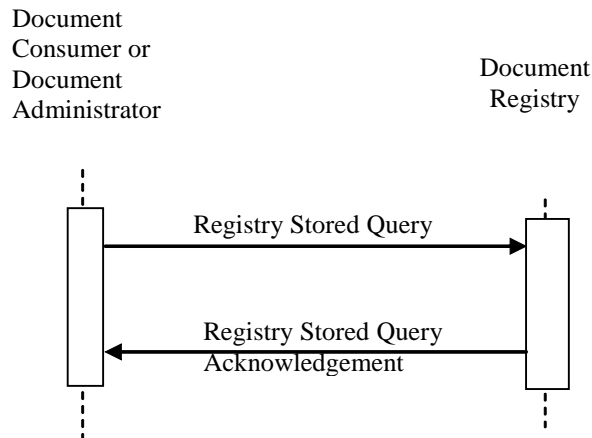 Document
Consumer or
Document
Administrator
Document
Registry
Registry Stored Query
Registry Stored Query
Acknowledgement